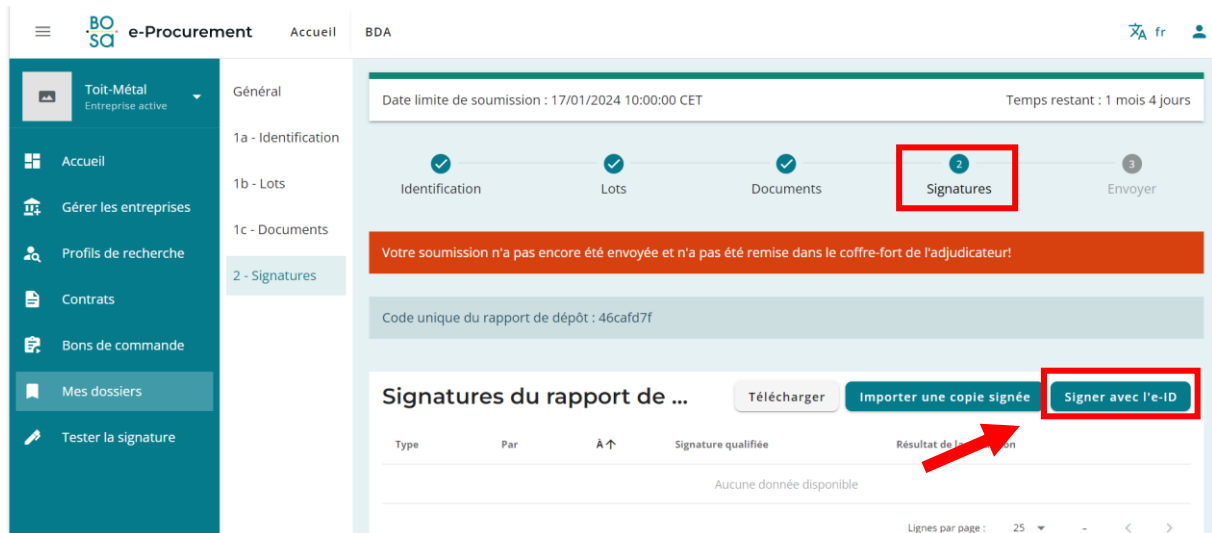 BOSA e-Procurement Accueil BDA fr
Toit-Métal
Entreprise active
Accueil
Gérer les entreprises
Profils de recherche
Contrats
Bons de commande
Mes dossiers
Tester la signature
Général
1a - Identification
1b - Lots
1c - Documents
2 - Signatures
Date limite de soumission : 17/01/2024 10:00:00 CET Temps restant : 1 mois 4 jours
2 3
Identification Lots Documents Signatures Envoyer
Votre soumission n'a pas encore été envoyée et n'a pas été remise dans le coffre-fort de l'adjudicateur!
Code unique du rapport de dépôt : 46cafd7f
Signatures du rapport de ... Télécharger Importer une copie signée Signer avec l'e-ID
Type Par À↑ Signature qualifiée Résultat de la
Aucune donnée disponible
Lignes par page : 25 – < >